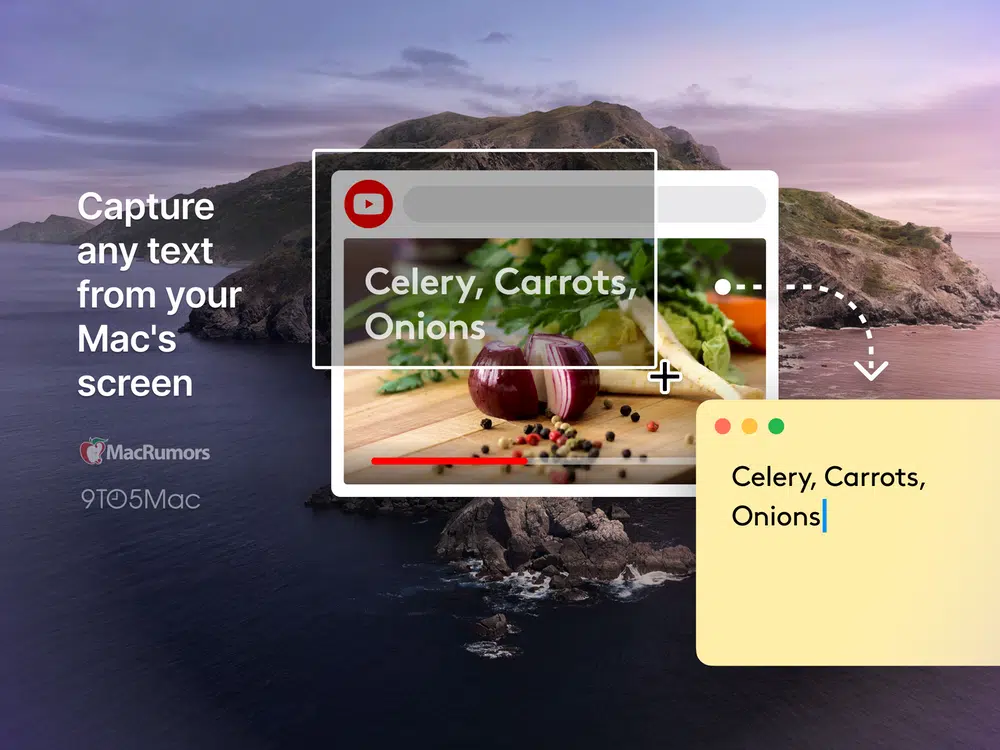 Capture
any text
from your
Mac's
screen
MacRumors
9TO5Mac
Celery, Carrots,
Onions
Celery, Carrots,
Onions